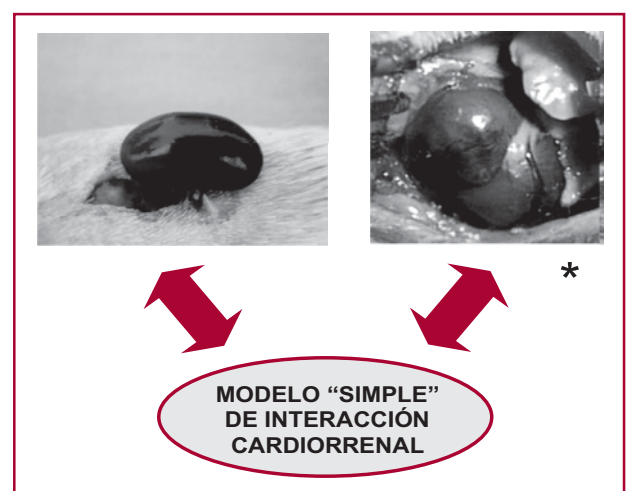 *
MODELO “SIMPLE”
DE INTERACCIÓN
CARDIORRENAL